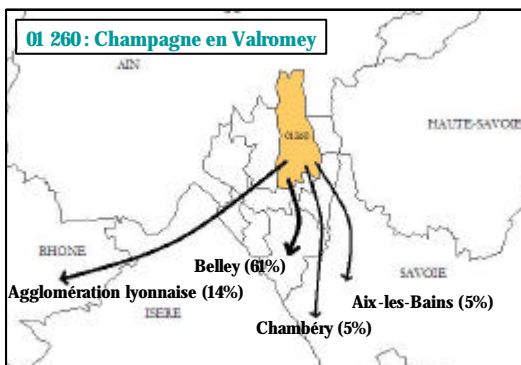 01 260 : Champagne en Valromey
AIN
01260
HAUTE-SAVOIE
RHONE
Belley (61%)
SAVOIE
Agglomération lyonnaise (14%)
Aix-les-Bains (5%)
ISERE
Chambéry (5%)